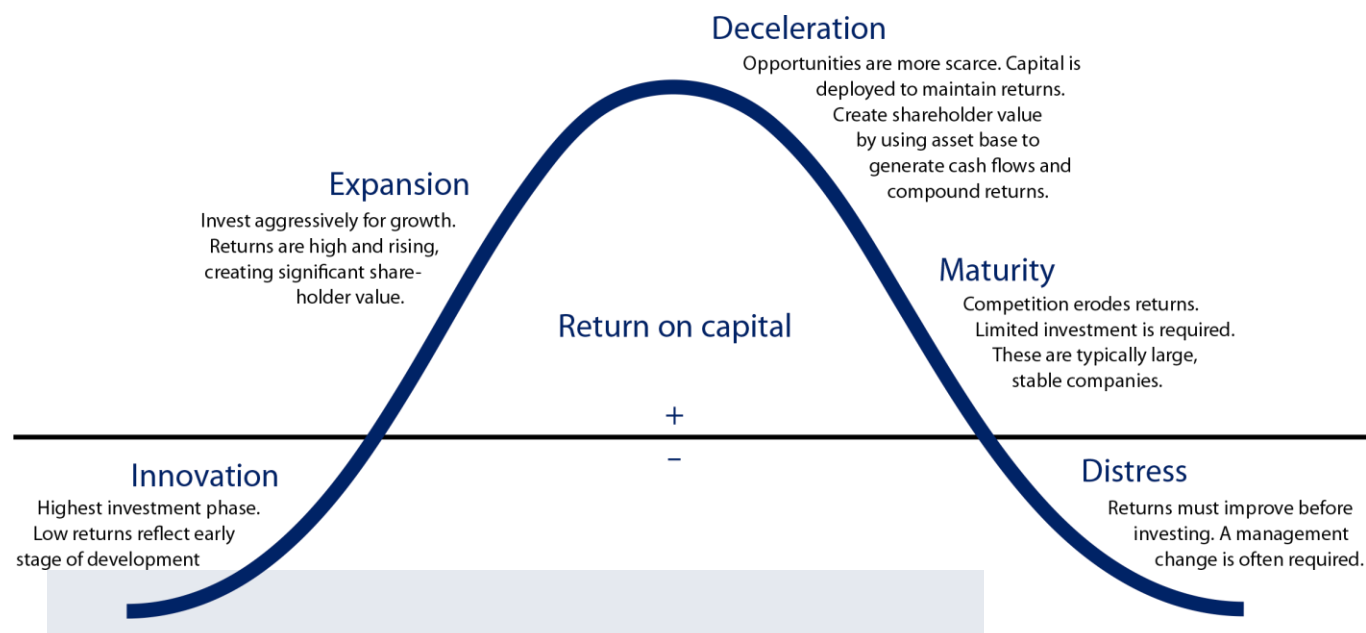 Deceleration
Opportunities are more scarce. Capital is
deployed to maintain returns.
Create shareholder value
by using asset base to
generate cash flows and
compound returns.
Expansion
Invest aggressively for growth.
Returns are high and rising,
creating significant share-
holder value.
Maturity
Competition erodes returns.
Limited investment is required.
These are typically large,
stable companies.
Return on capital
+
–
Innovation
Highest investment phase.
Low returns reflect early
stage of development
Distress
Returns must improve before
investing. A management
change is often required.